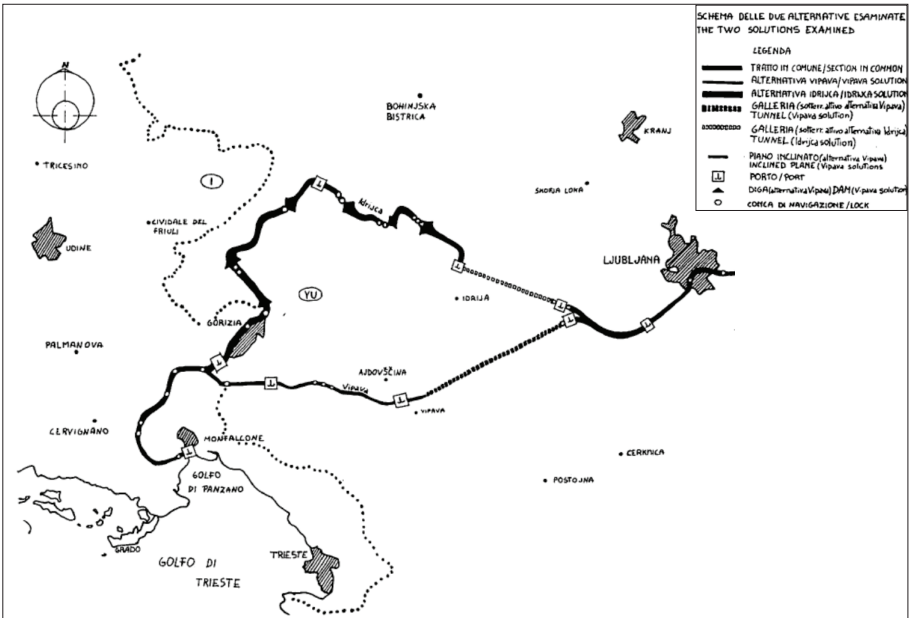 SCHEMA DELLE DUE ALTERNATIVE ESAMINATE
THE TWO SOLUTIONS EXAMINED
LEGENDA
TRATTO IN COMUNE/SECTION IN COMMON
ALTERNATIVA VIPAVA/VIPAVA SOLUTION
ALTERNATIVA IDRIJCA/IDRIJCA SOLUTION
GALLERIA (sotterr. attivo alternativa Vipava)
TUNNEL (Vipava solution)
GALLERIA (sotterr. attivo alternativa Idrijca)
TUNNEL (Idrijca solution)
PIANO INCLINATO (alternativa Vipava)
INCLINED PLANE (Vipava solutions
PORTO/PORT
DIGA (alternativa Vipava) DAM (Vipava solution)
CONCA DI NAVIGAZIONE/LOCK
N
BOHINJSKA
BISTRICA
KRANJ
TRICESINO
I
SKOFJA LOKA
Idrijca
CIVIDALE DEL
FRIULI
UDINE
LJUBLJANA
YU
IDRIJA
GORIZIA
PALMANOVA
AJDOVŠČINA
Vipava
VIPAVA
CERVIGNANO
MONFALLONE
CERKNICA
GOLFO
DI PANZANO
POSTOJNA
GRADO
GOLFO DI
TRIESTE
TRIESTE